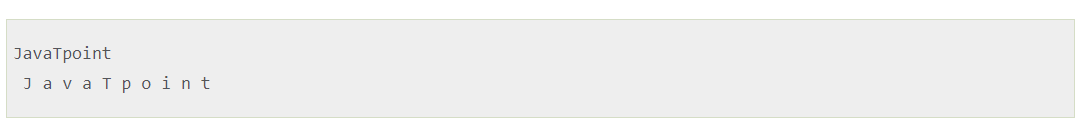 JavaTpoint
 J a v a T p o i n t